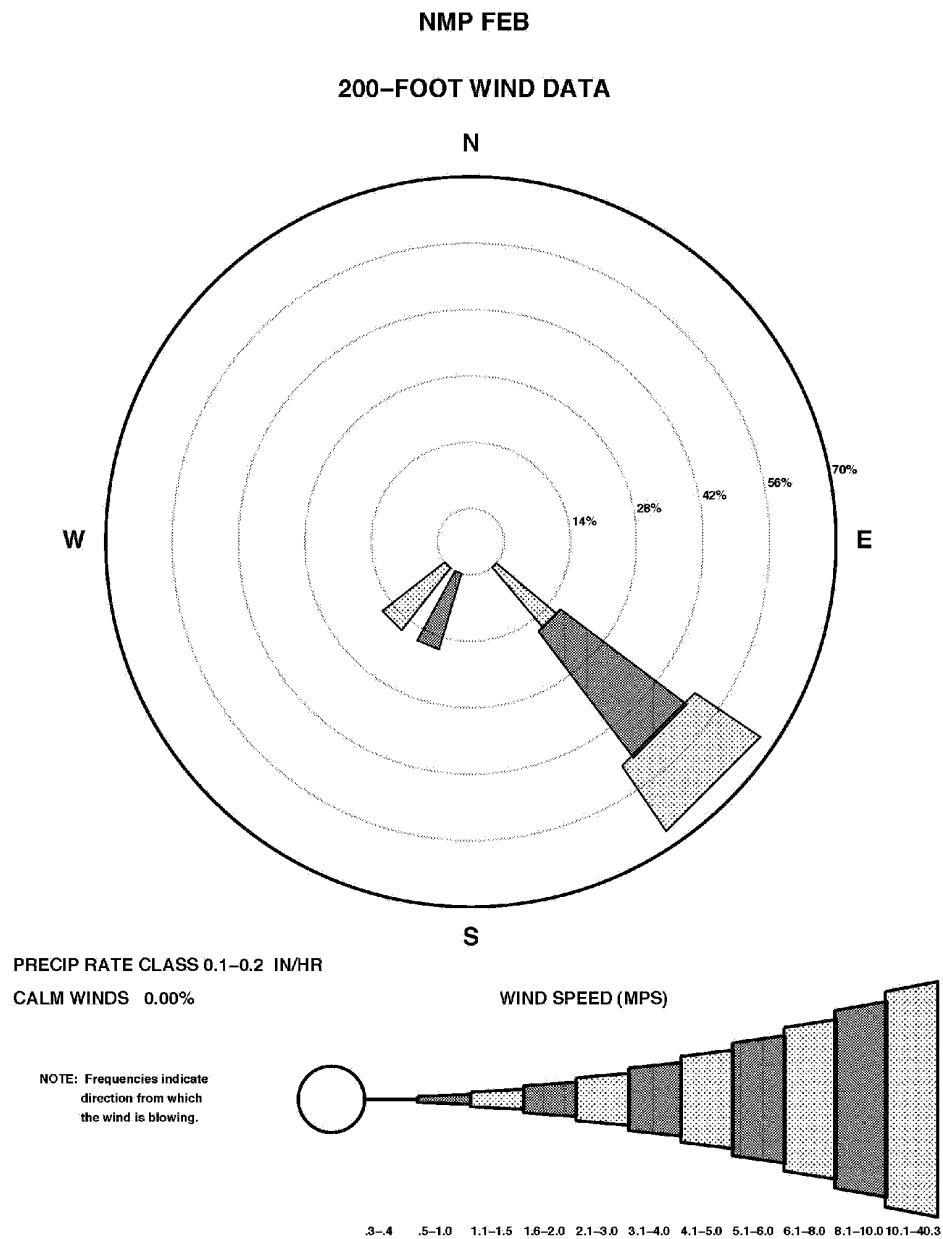 NMP FEB
200–FOOT WIND DATA
N
70%
56%
42%
28%
14%
W
E
S
PRECIP RATE CLASS 0.1–0.2 IN/HR
CALM WINDS 0.00%
WIND SPEED (MPS)
NOTE: Frequencies indicate
direction from which
the wind is blowing.
.3–.4 .5–1.0 1.1–1.5 1.6–2.0 2.1–3.0 3.1–4.0 4.1–5.0 5.1–6.0 6.1–8.0 8.1–10.0 10.1–40.3